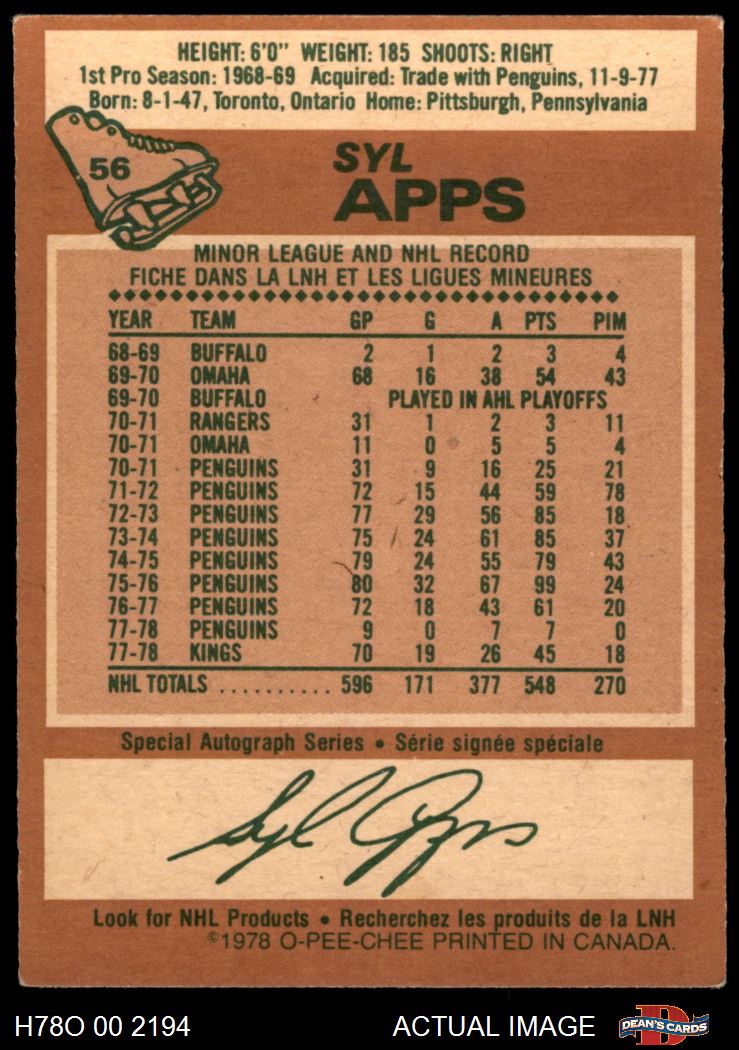 HEIGHT: 6'0" WEIGHT: 185 SHOOTS: RIGHT
1st Pro Season: 1968-69 Acquired: Trade with Penguins, 11-9-77
Born: 8-1-47, Toronto, Ontario Home: Pittsburgh, Pennsylvania
56
SYL
APPS
MINOR LEAGUE AND NHL RECORD
FICHE DANS LA LNH ET LES LIGUES MINEURES
YEAR TEAM GP G A PTS PIM
68-69 BUFFALO 2 1 2 3 4
69-70 OMAHA 68 16 38 54 43
69-70 BUFFALO PLAYED IN AHL PLAYOFFS
70-71 RANGERS 31 1 2 3 11
70-71 OMAHA 11 0 5 5 4
70-71 PENGUINS 31 9 16 25 21
71-72 PENGUINS 72 15 44 59 78
72-73 PENGUINS 77 29 56 85 18
73-74 PENGUINS 75 24 61 85 37
74-75 PENGUINS 79 24 55 79 43
75-76 PENGUINS 80 32 67 99 24
76-77 PENGUINS 72 18 43 61 20
77-78 PENGUINS 9 0 7 7 0
77-78 KINGS 70 19 26 45 18
NHL TOTALS .......... 596 171 377 548 270
Special Autograph Series • Série signée spéciale
Syl Apps
Look for NHL Products • Recherchez les produits de la LNH
©1978 O-PEE-CHEE PRINTED IN CANADA.
H78O 00 2194 ACTUAL IMAGE D DEAN'S CARDS